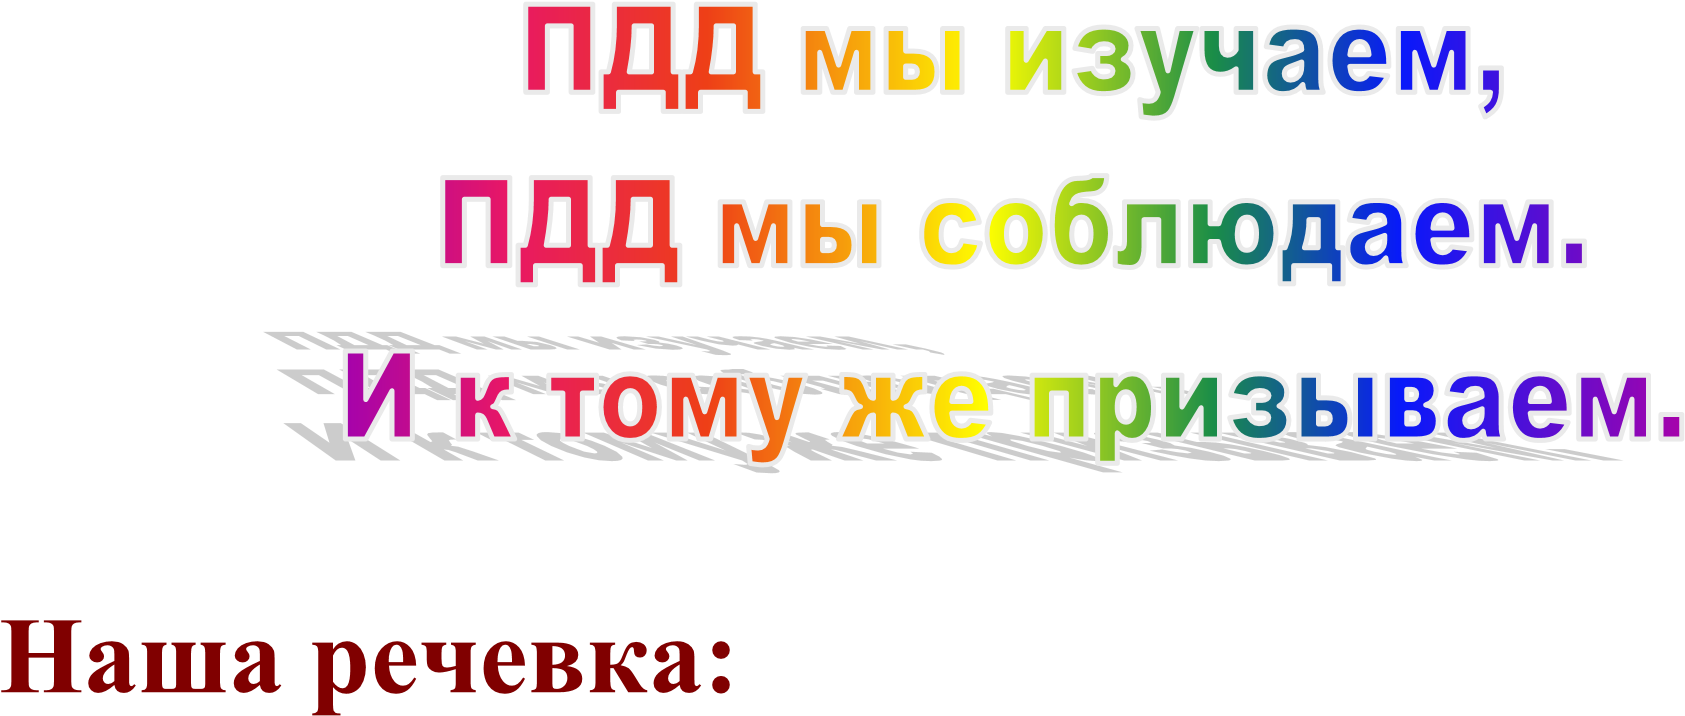 ПДД мы изучаем,
ПДД мы соблюдаем.
И к тому же призываем.
Наша речевка: